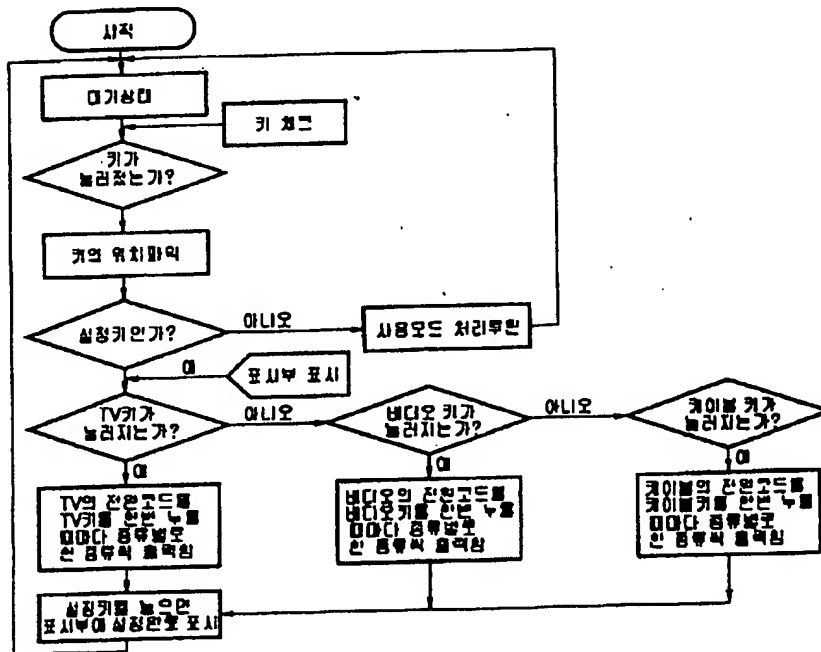 시작
대기상태
키 체크
키가
눌러졌는가?
키의 위치파악
설정키인가?
아니오
사용모드 처리루틴
예
표시부 표시
TV키가
눌러지는가?
아니오
비디오 키가
눌러지는가?
아니오
케이블 키가
눌러지는가?
예
예
예
TV의 전원코드를
TV키를 한번 누를
때마다 종류별로
한 종류씩 출력함
비디오의 전원코드를
비디오키를 한번 누를
때마다 종류별로
한 종류씩 출력함
케이블의 전원코드를
케이블키를 한번 누를
때마다 종류별로
한 종류씩 출력함
설정키를 눌으면
표시부에 설정완료 표시